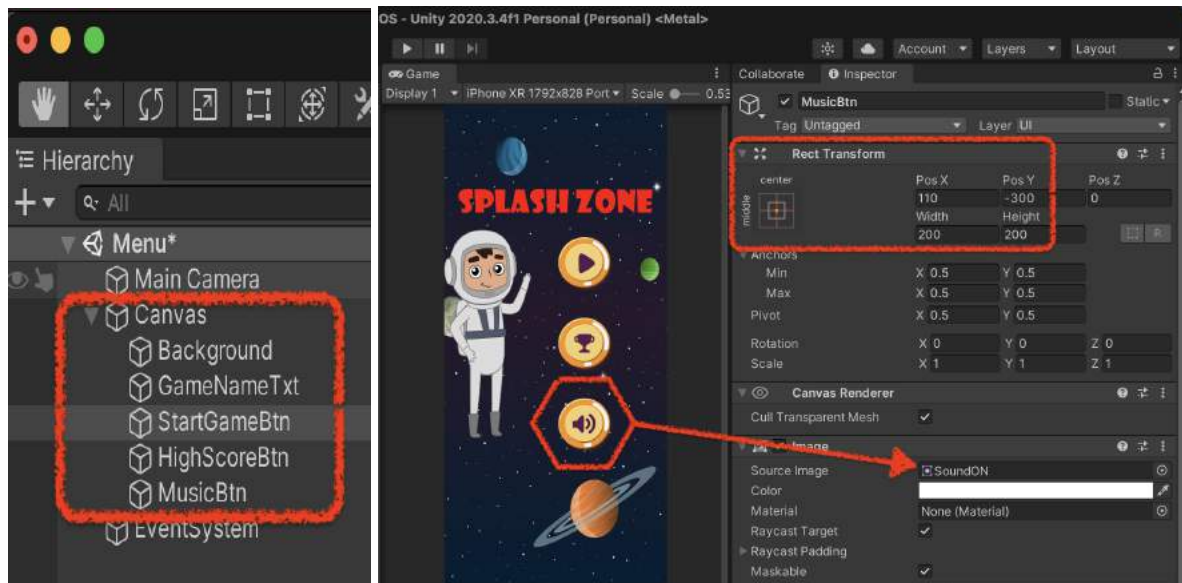 Hierarchy
All
Menu*
Main Camera
Canvas
Background
GameNameTxt
StartGameBtn
HighScoreBtn
MusicBtn
EventSystem
OS - Unity 2020.3.4f1 Personal (Personal) <Metal>
Account Layers Layout
Game
Display 1 iPhone XR 1792x828 Port Scale 0.53
SPLASH ZONE
Collaborate Inspector
MusicBtn Static
Tag Untagged Layer UI
Rect Transform
center
middle
Pos X Pos Y Pos Z
110 -300 0
Width Height
200 200 R
Anchors
Min X 0.5 Y 0.5
Max X 0.5 Y 0.5
Pivot X 0.5 Y 0.5
Rotation X 0 Y 0 Z 0
Scale X 1 Y 1 Z 1
Canvas Renderer
Cull Transparent Mesh
Image
Source Image SoundON
Color
Material None (Material)
Raycast Target
Raycast Padding
Maskable